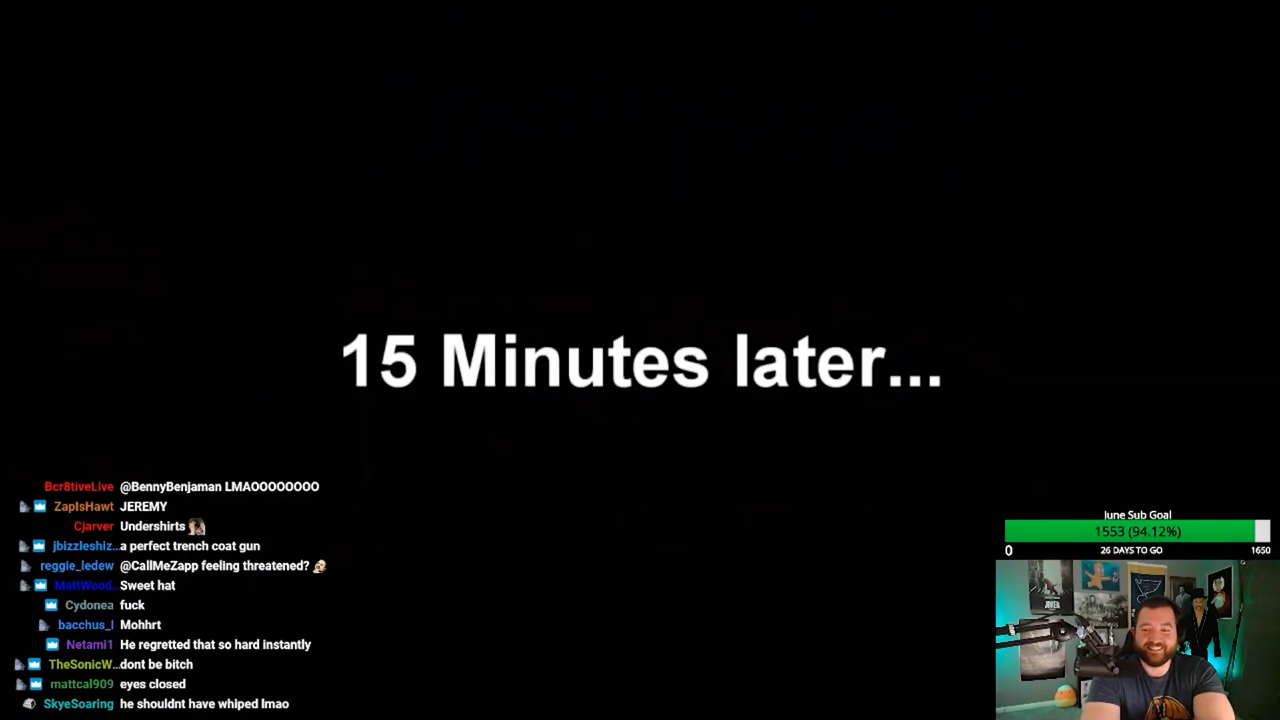 15 Minutes later...
Bcr8tiveLive @BennyBenjaman LMAOOOOOOOO
ZapIsHawt JEREMY
Cjarver Undershirts
jbizzleshiz... a perfect trench coat gun
reggie_ledew @CallMeZapp feeling threatened?
MattWood... Sweet hat
Cydonea fuck
bacchus_l Mohhrt
Netami1 He regretted that so hard instantly
TheSonicW... dont be bitch
mattcal909 eyes closed
SkyeSoaring he shouldnt have whiped lmao
June Sub Goal
1553 (94.12%)
0 26 DAYS TO GO 1650
JOKER